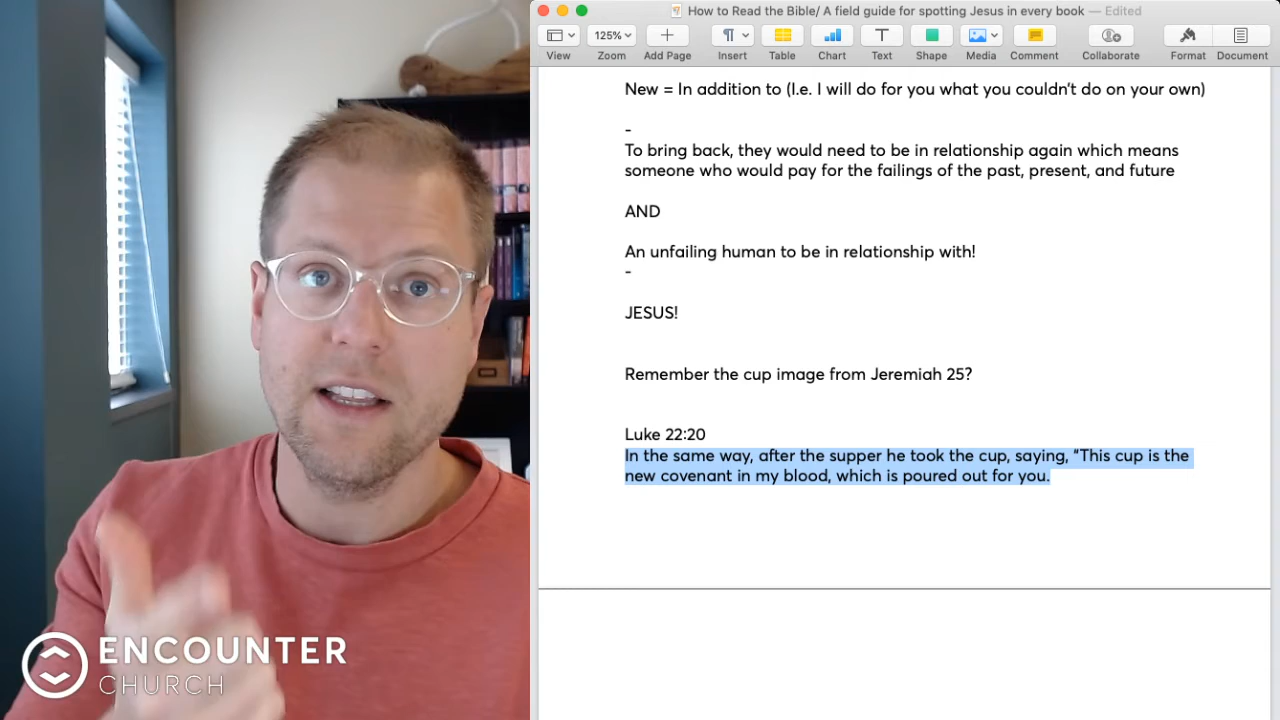 How to Read the Bible/ A field guide for spotting Jesus in every book — Edited
125%
View Zoom Add Page Insert Table Chart Text Shape Media Comment Collaborate Format Document
New = In addition to (I.e. I will do for you what you couldn't do on your own)
-
To bring back, they would need to be in relationship again which means
someone who would pay for the failings of the past, present, and future
AND
An unfailing human to be in relationship with!
-
JESUS!
Remember the cup image from Jeremiah 25?
Luke 22:20
In the same way, after the supper he took the cup, saying, “This cup is the
new covenant in my blood, which is poured out for you.
ENCOUNTER
CHURCH